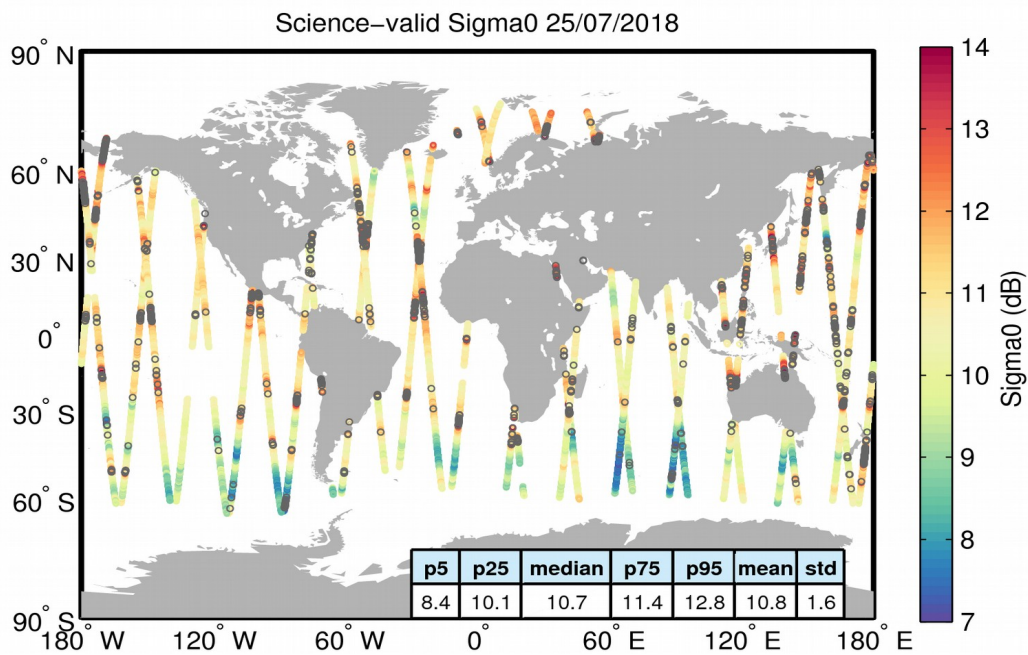 Science−valid Sigma0 25/07/2018
90° N
60° N
30° N
0°
30° S
60° S
90° S
180° W
120° W
60° W
0°
60° E
120° E
180° E
14
13
12
11
10
9
8
7
Sigma0 (dB)
p5 p25 median p75 p95 mean std
8.4 10.1 10.7 11.4 12.8 10.8 1.6